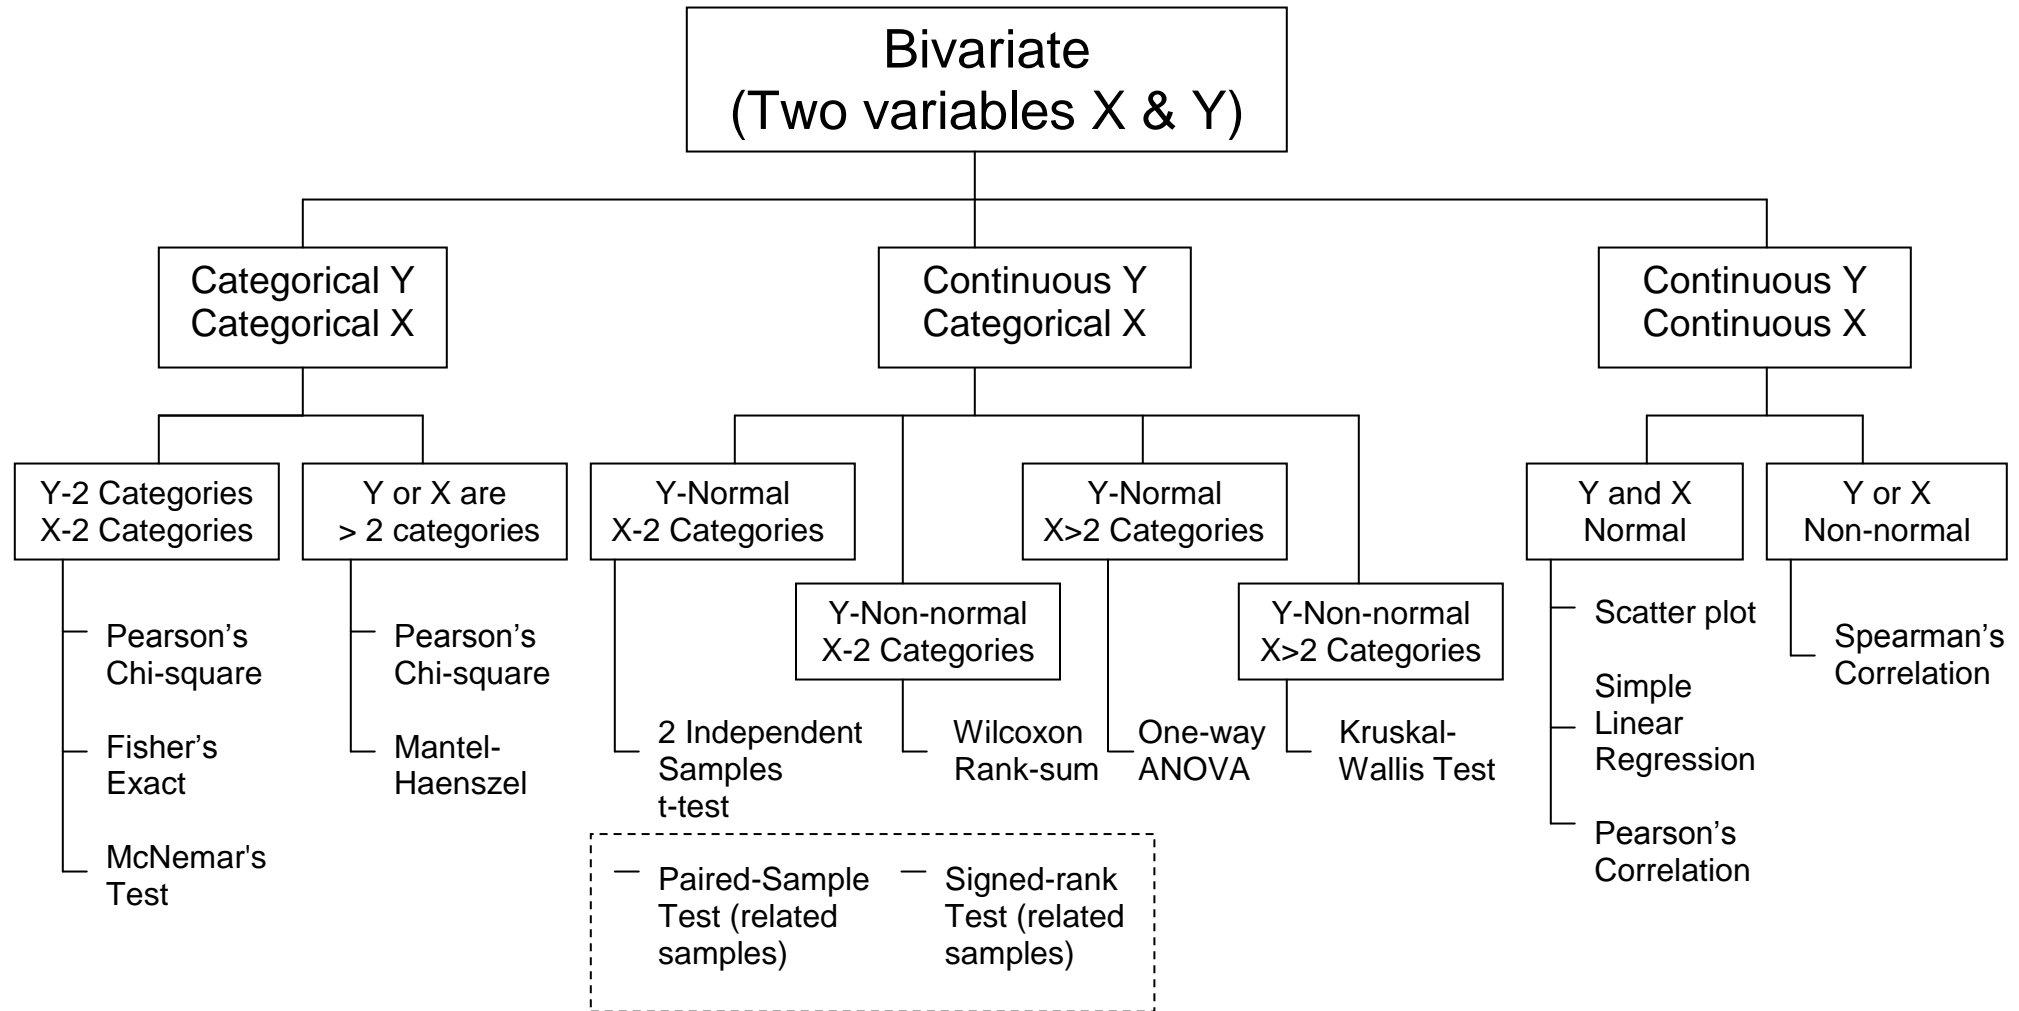 Bivariate
(Two variables X & Y)
Categorical Y
Categorical X
Continuous Y
Categorical X
Continuous Y
Continuous X
Y-2 Categories
X-2 Categories
Y or X are
> 2 categories
Y-Normal
X-2 Categories
Y-Normal
X>2 Categories
Y and X
Normal
Y or X
Non-normal
Y-Non-normal
X-2 Categories
Y-Non-normal
X>2 Categories
Pearson’s
Chi-square
Fisher’s
Exact
McNemar's
Test
Pearson’s
Chi-square
Mantel-
Haenszel
2 Independent
Samples
t-test
Wilcoxon
Rank-sum
One-way
ANOVA
Kruskal-
Wallis Test
Paired-Sample
Test (related
samples)
Signed-rank
Test (related
samples)
Scatter plot
Simple
Linear
Regression
Pearson’s
Correlation
Spearman’s
Correlation